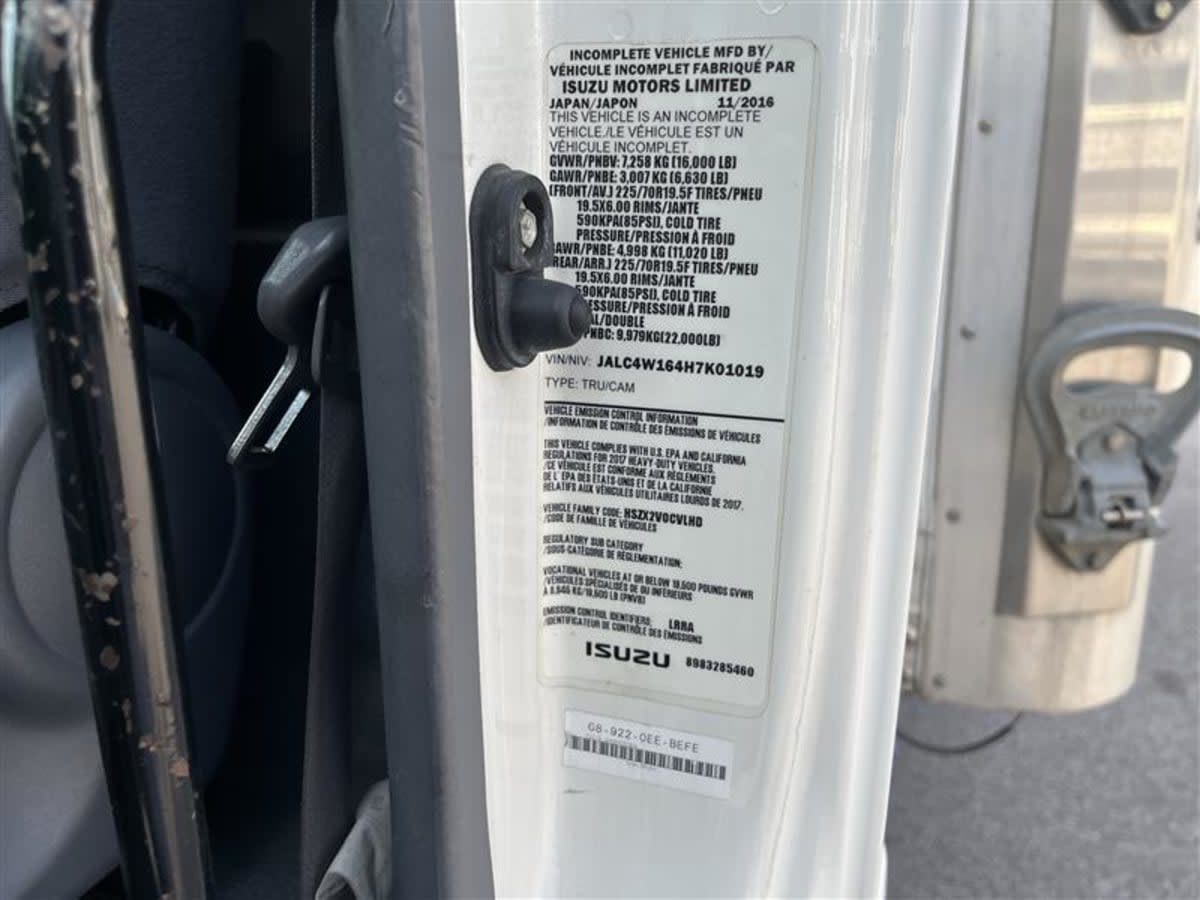 INCOMPLETE VEHICLE MFD BY/
VÉHICULE INCOMPLET FABRIQUÉ PAR
ISUZU MOTORS LIMITED
JAPAN/JAPON 11/2016
THIS VEHICLE IS AN INCOMPLETE
VEHICLE./LE VÉHICULE EST UN
VÉHICULE INCOMPLET.
GVWR/PNBV: 7,258 KG (16,000 LB)
GAWR/PNBE: 3,007 KG (6,630 LB)
(FRONT/AV.) 225/70R19.5F TIRES/PNEU
19.5X6.00 RIMS/JANTE
590KPA(85PSI), COLD TIRE
PRESSURE/PRESSION À FROID
GAWR/PNBE: 4,998 KG (11,020 LB)
REAR/ARR.) 225/70R19.5F TIRES/PNEU
19.5X6.00 RIMS/JANTE
590KPA(85PSI), COLD TIRE
ESSURE/PRESSION À FROID
AL/DOUBLE
PNBC: 9,979KG(22,000LB)
VIN/NIV: JALC4W164H7K01019
TYPE: TRU/CAM
VEHICLE EMISSION CONTROL INFORMATION
/INFORMATION DE CONTRÔLE DES ÉMISSIONS DE VÉHICULES
THIS VEHICLE COMPLIES WITH U.S. EPA AND CALIFORNIA
REGULATIONS FOR 2017 HEAVY-DUTY VEHICLES.
/CE VÉHICULE EST CONFORME AUX RÈGLEMENTS
DE L'EPA DES ÉTATS-UNIS ET DE LA CALIFORNIE
RELATIFS AUX VÉHICULES UTILITAIRES LOURDS DE 2017.
VEHICLE FAMILY CODE: HSZX2VOCVLHD
/CODE DE FAMILLE DE VÉHICULES
REGULATORY SUB CATEGORY
/SOUS-CATÉGORIE DE RÉGLEMENTATION:
VOCATIONAL VEHICLES AT OR BELOW 19,500 POUNDS GVWR
/VÉHICULES SPÉCIALISÉS DE OU INFÉRIEURS
À 8,845 KG/19,500 LB (PNVB)
EMISSION CONTROL IDENTIFIERS: LRRA
/IDENTIFICATEUR DE CONTRÔLE DES ÉMISSIONS
ISUZU 8983285460
G8-922-0EE-BEFE